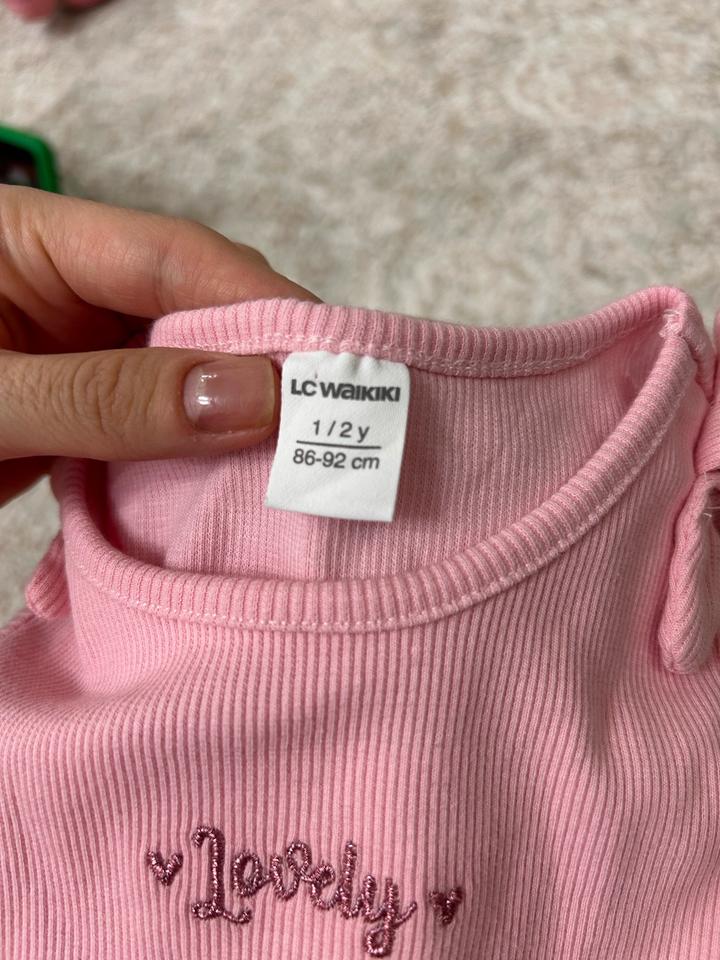 LC WAIKIKI
1 / 2 y
86-92 cm
Lovely